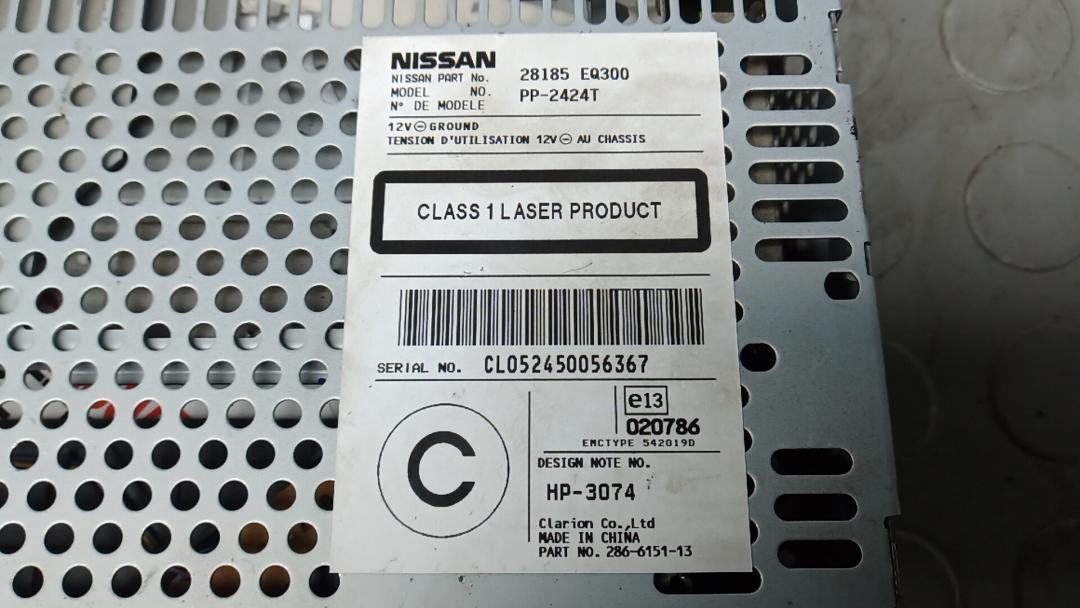 NISSAN
NISSAN PART No. 28185 EQ300
MODEL NO. PP-2424T
N° DE MODELE
12V⊖GROUND
TENSION D'UTILISATION 12V⊖ AU CHASSIS
CLASS 1 LASER PRODUCT
SERIAL NO. CL052450056367
C
e13
020786
EMCTYPE 542019D
DESIGN NOTE NO.
HP-3074
Clarion Co.,Ltd
MADE IN CHINA
PART NO. 286-6151-13